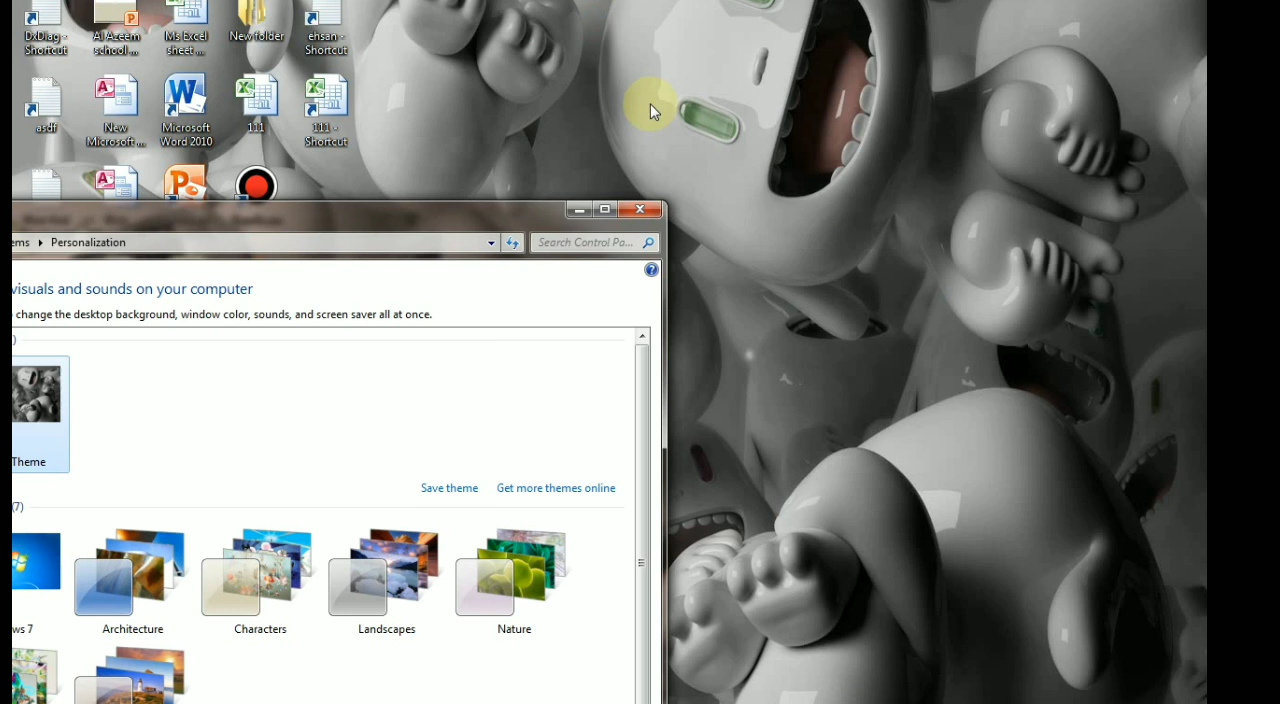 DxDiag - Shortcut
Al Azeem school ...
Ms Excel sheet ...
New folder
ehsan - Shortcut
asdf
New Microsoft ...
Microsoft Word 2010
111
111 - Shortcut
ems ▸ Personalization
Search Control Pa...
visuals and sounds on your computer
change the desktop background, window color, sounds, and screen saver all at once.
)
Theme
Save theme
Get more themes online
(7)
ws 7
Architecture
Characters
Landscapes
Nature